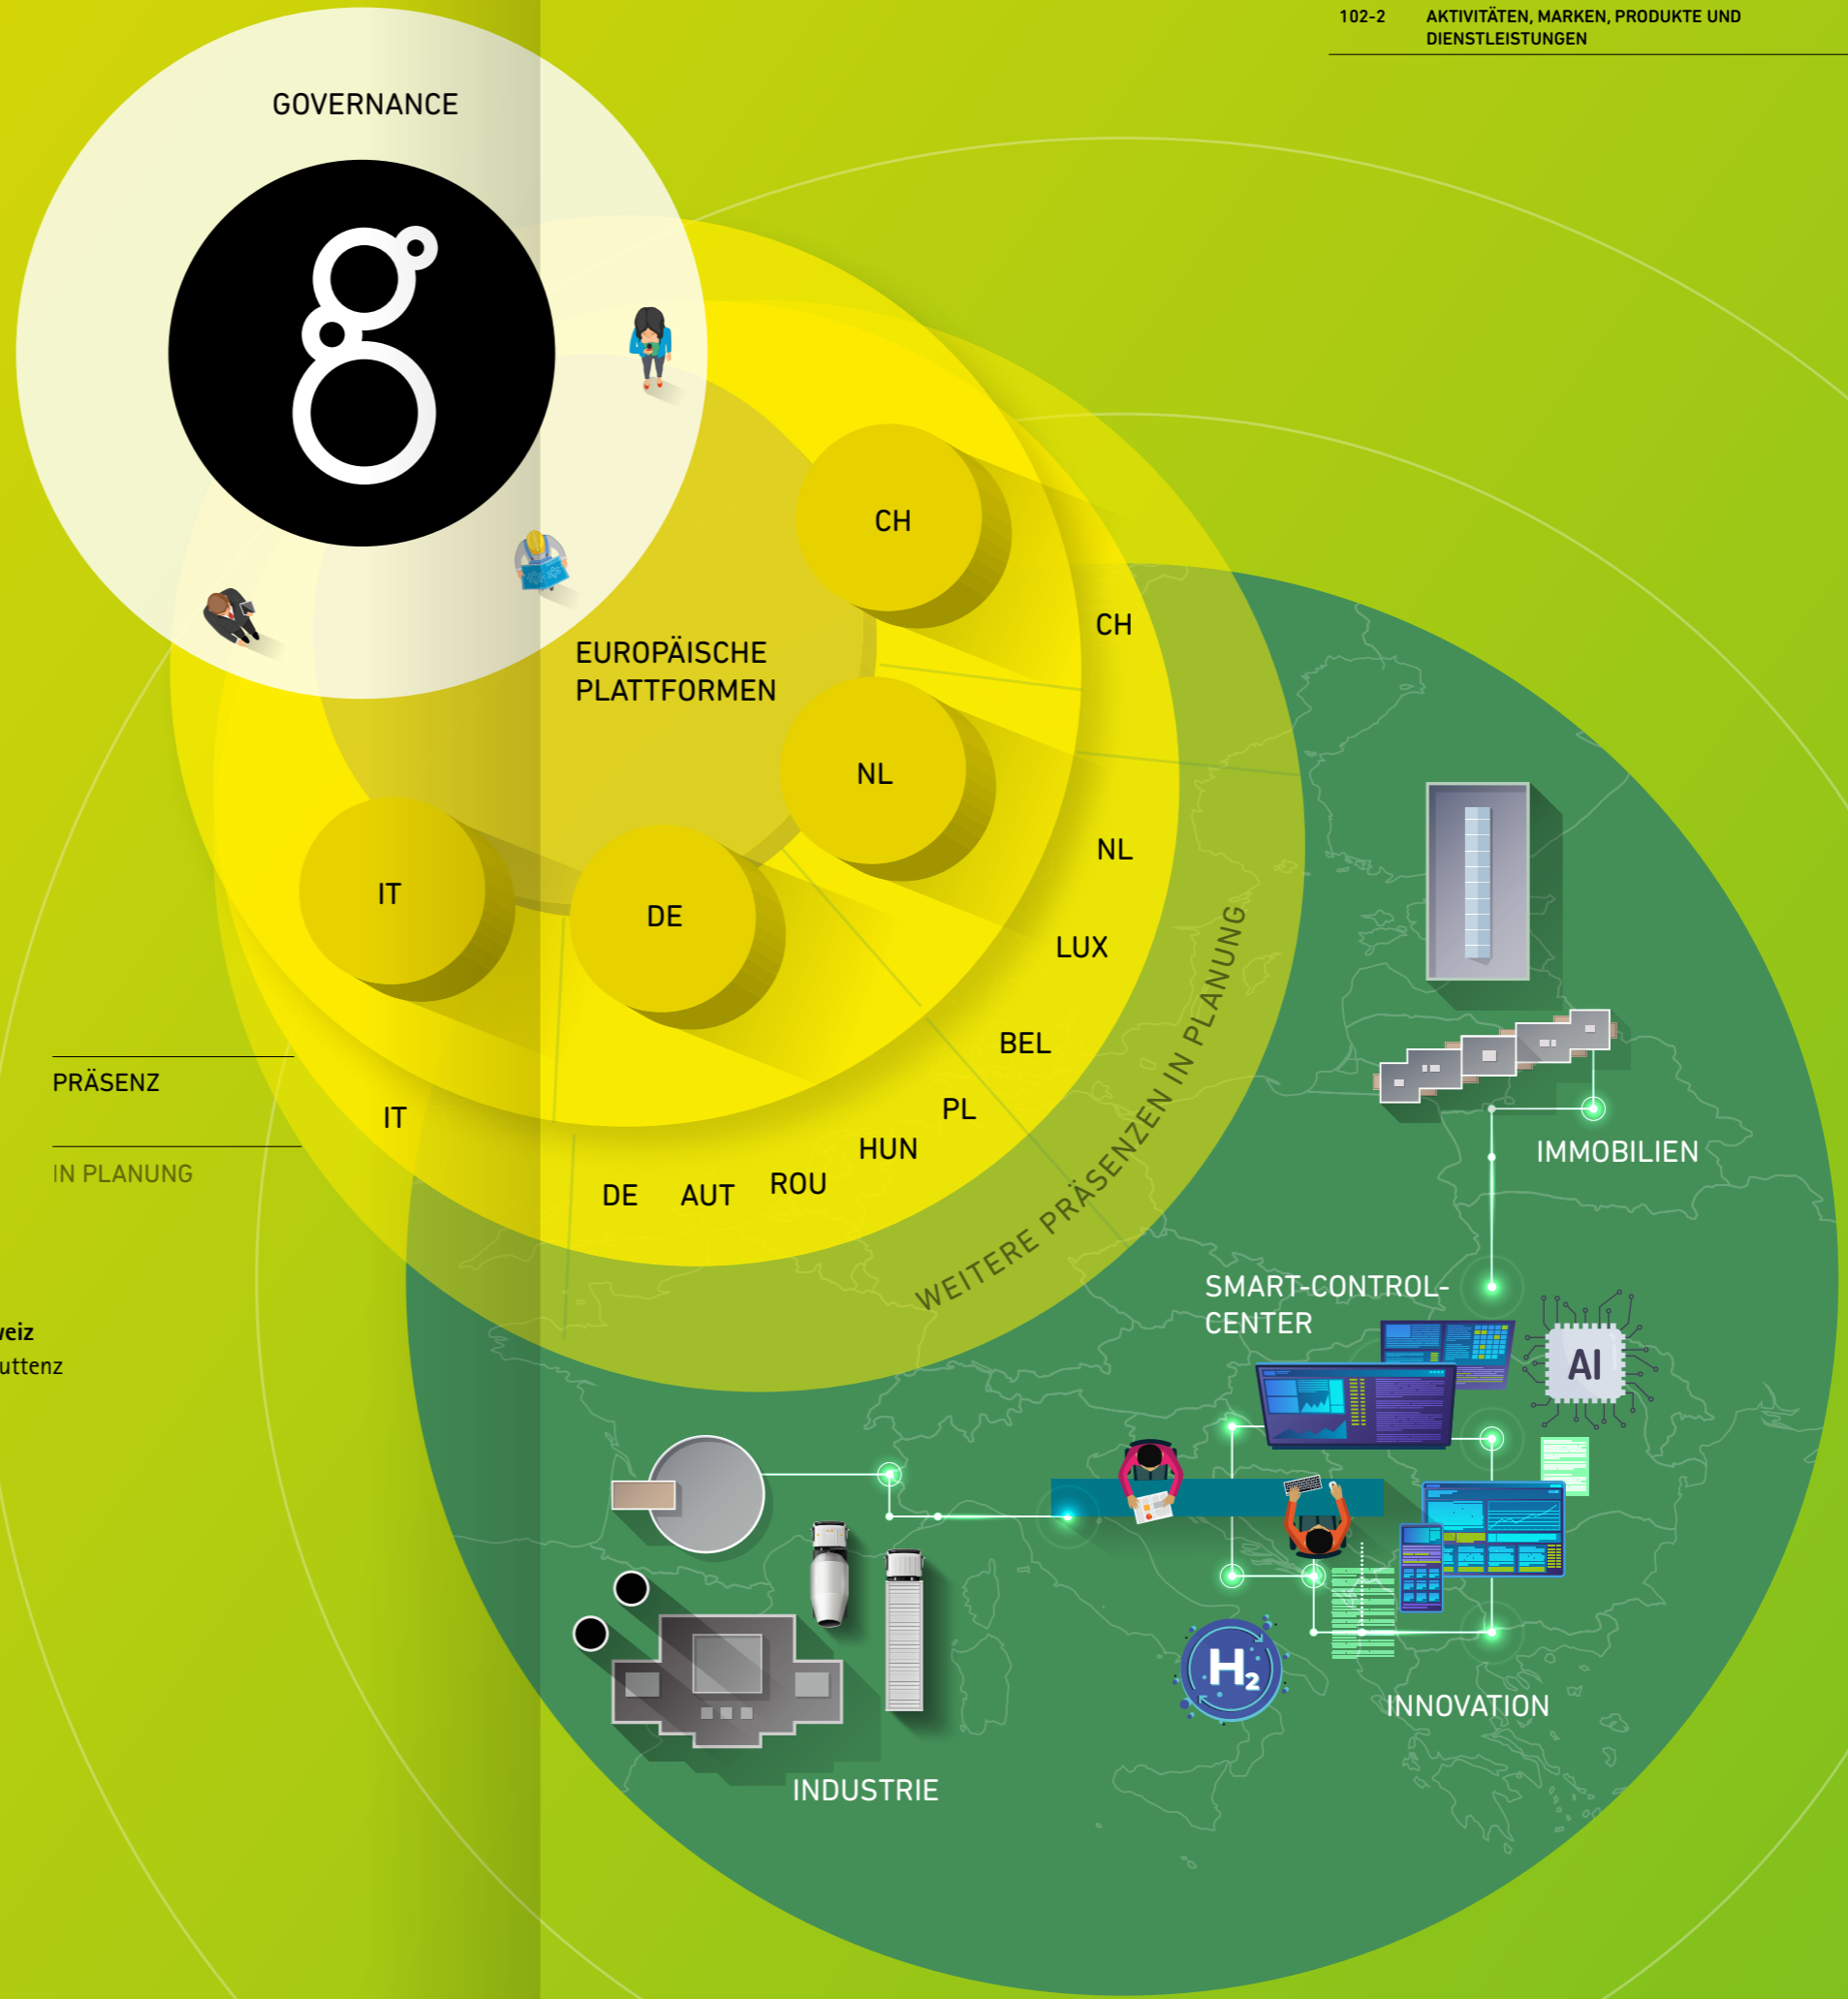 102-2 AKTIVITÄTEN, MARKEN, PRODUKTE UND
DIENSTLEISTUNGEN
GOVERNANCE
CH
CH
EUROPÄISCHE
PLATTFORMEN
NL
NL
IT
DE
LUX
BEL
PL
HUN
ROU
AUT
DE
IT
PRÄSENZ
IN PLANUNG
WEITERE PRÄSENZEN IN PLANUNG
IMMOBILIEN
SMART-CONTROL-
CENTER
AI
weiz
uttenz
H2
INNOVATION
INDUSTRIE